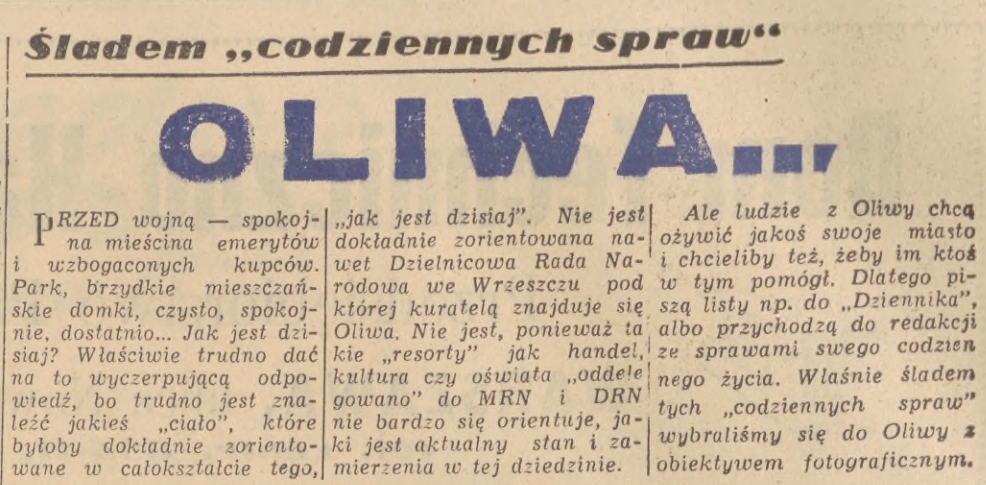 Śladem „codziennych spraw“
OLIWA...
PRZED wojną — spokoj-
na mieścina emerytów
i wzbogaconych kupców.
Park, brzydkie mieszczań-
skie domki, czysto, spokoj-
nie, dostatnio... Jak jest dzi-
siaj? Właściwie trudno dać
na to wyczerpującą odpo-
wiedź, bo trudno jest zna-
leźć jakieś „ciało”, które
byłoby dokładnie zoriento-
wane w całokształcie tego,
„jak jest dzisiaj”. Nie jest
dokładnie zorientowana na-
wet Dzielnicowa Rada Na-
rodowa we Wrzeszczu pod
której kuratelą znajduje się
Oliwa. Nie jest, ponieważ ta
kie „resorty” jak handel,
kultura czy oświata „oddele
gowano” do MRN i DRN
nie bardzo się orientuje, ja-
ki jest aktualny stan i za-
mierzenia w tej dziedzinie.
Ale ludzie z Oliwy chcą
ożywić jakoś swoje miasto
i chcieliby też, żeby im ktoś
w tym pomógł. Dlatego pi-
szą listy np. do „Dziennika”,
albo przychodzą do redakcji
ze sprawami swego codzien
nego życia. Właśnie śladem
tych „codziennych spraw”
wybraliśmy się do Oliwy z
obiektywem fotograficznym.